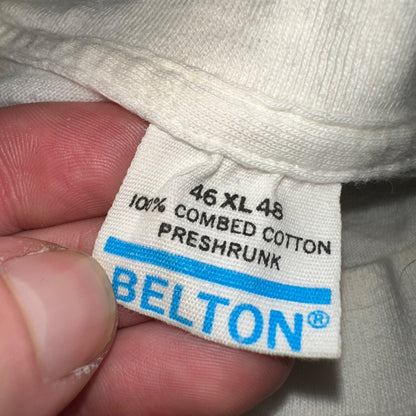 46 XL 48
100% COMBED COTTON
PRESHRUNK
BELTON®